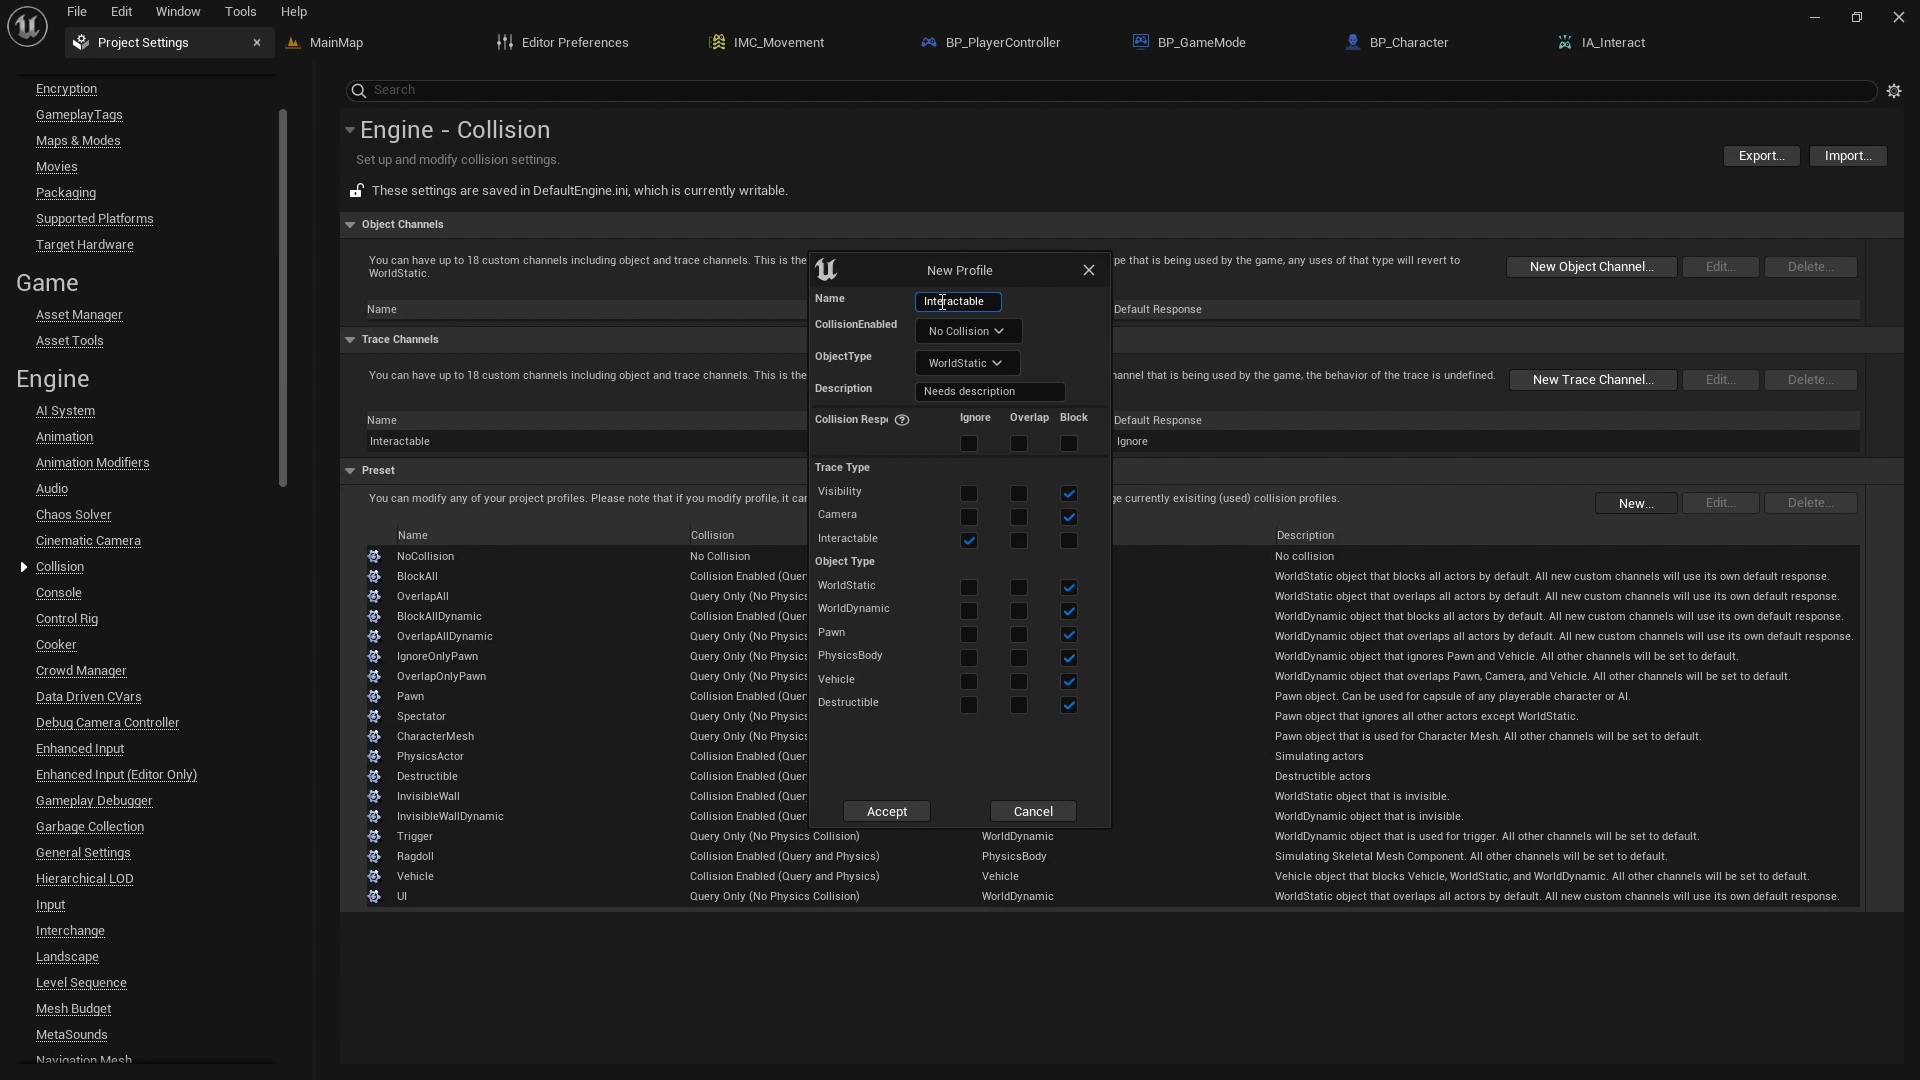 File Edit Window Tools Help
Project Settings MainMap Editor Preferences IMC_Movement BP_PlayerController BP_GameMode BP_Character IA_Interact
Encryption
GameplayTags
Maps & Modes
Movies
Packaging
Supported Platforms
Target Hardware
Game
Asset Manager
Asset Tools
Engine
AI System
Animation
Animation Modifiers
Audio
Chaos Solver
Cinematic Camera
Collision
Console
Control Rig
Cooker
Crowd Manager
Data Driven CVars
Debug Camera Controller
Enhanced Input
Enhanced Input (Editor Only)
Gameplay Debugger
Garbage Collection
General Settings
Hierarchical LOD
Input
Interchange
Landscape
Level Sequence
Mesh Budget
MetaSounds
Navigation Mesh
Search
Engine - Collision
Set up and modify collision settings.
Export... Import...
These settings are saved in DefaultEngine.ini, which is currently writable.
Object Channels
You can have up to 18 custom channels including object and trace channels. This is the
pe that is being used by the game, any uses of that type will revert to
WorldStatic.
New Object Channel... Edit... Delete...
Name Default Response
Trace Channels
You can have up to 18 custom channels including object and trace channels. This is the
annel that is being used by the game, the behavior of the trace is undefined.
New Trace Channel... Edit... Delete...
Name Default Response
Interactable Ignore
Preset
You can modify any of your project profiles. Please note that if you modify profile, it car
ge currently exisiting (used) collision profiles.
New... Edit... Delete...
Name Collision Description
NoCollision No Collision No collision
BlockAll Collision Enabled (Quer WorldStatic object that blocks all actors by default. All new custom channels will use its own default response.
OverlapAll Query Only (No Physics WorldStatic object that overlaps all actors by default. All new custom channels will use its own default response.
BlockAllDynamic Collision Enabled (Quer WorldDynamic object that blocks all actors by default. All new custom channels will use its own default response.
OverlapAllDynamic Query Only (No Physics WorldDynamic object that overlaps all actors by default. All new custom channels will use its own default response.
IgnoreOnlyPawn Query Only (No Physics WorldDynamic object that ignores Pawn and Vehicle. All other channels will be set to default.
OverlapOnlyPawn Query Only (No Physics WorldDynamic object that overlaps Pawn, Camera, and Vehicle. All other channels will be set to default.
Pawn Collision Enabled (Quer Pawn object. Can be used for capsule of any playerable character or AI.
Spectator Query Only (No Physics Pawn object that ignores all other actors except WorldStatic.
CharacterMesh Query Only (No Physics Pawn object that is used for Character Mesh. All other channels will be set to default.
PhysicsActor Collision Enabled (Quer Simulating actors
Destructible Collision Enabled (Quer Destructible actors
InvisibleWall Collision Enabled (Quer WorldStatic object that is invisible.
InvisibleWallDynamic Collision Enabled (Quer WorldDynamic object that is invisible.
Trigger Query Only (No Physics Collision) WorldDynamic WorldDynamic object that is used for trigger. All other channels will be set to default.
Ragdoll Collision Enabled (Query and Physics) PhysicsBody Simulating Skeletal Mesh Component. All other channels will be set to default.
Vehicle Collision Enabled (Query and Physics) Vehicle Vehicle object that blocks Vehicle, WorldStatic, and WorldDynamic. All other channels will be set to default.
UI Query Only (No Physics Collision) WorldDynamic WorldStatic object that overlaps all actors by default. All new custom channels will use its own default response.
New Profile
Name Interactable
CollisionEnabled No Collision
ObjectType WorldStatic
Description Needs description
Collision Respo Ignore Overlap Block
Trace Type
Visibility
Camera
Interactable
Object Type
WorldStatic
WorldDynamic
Pawn
PhysicsBody
Vehicle
Destructible
Accept Cancel